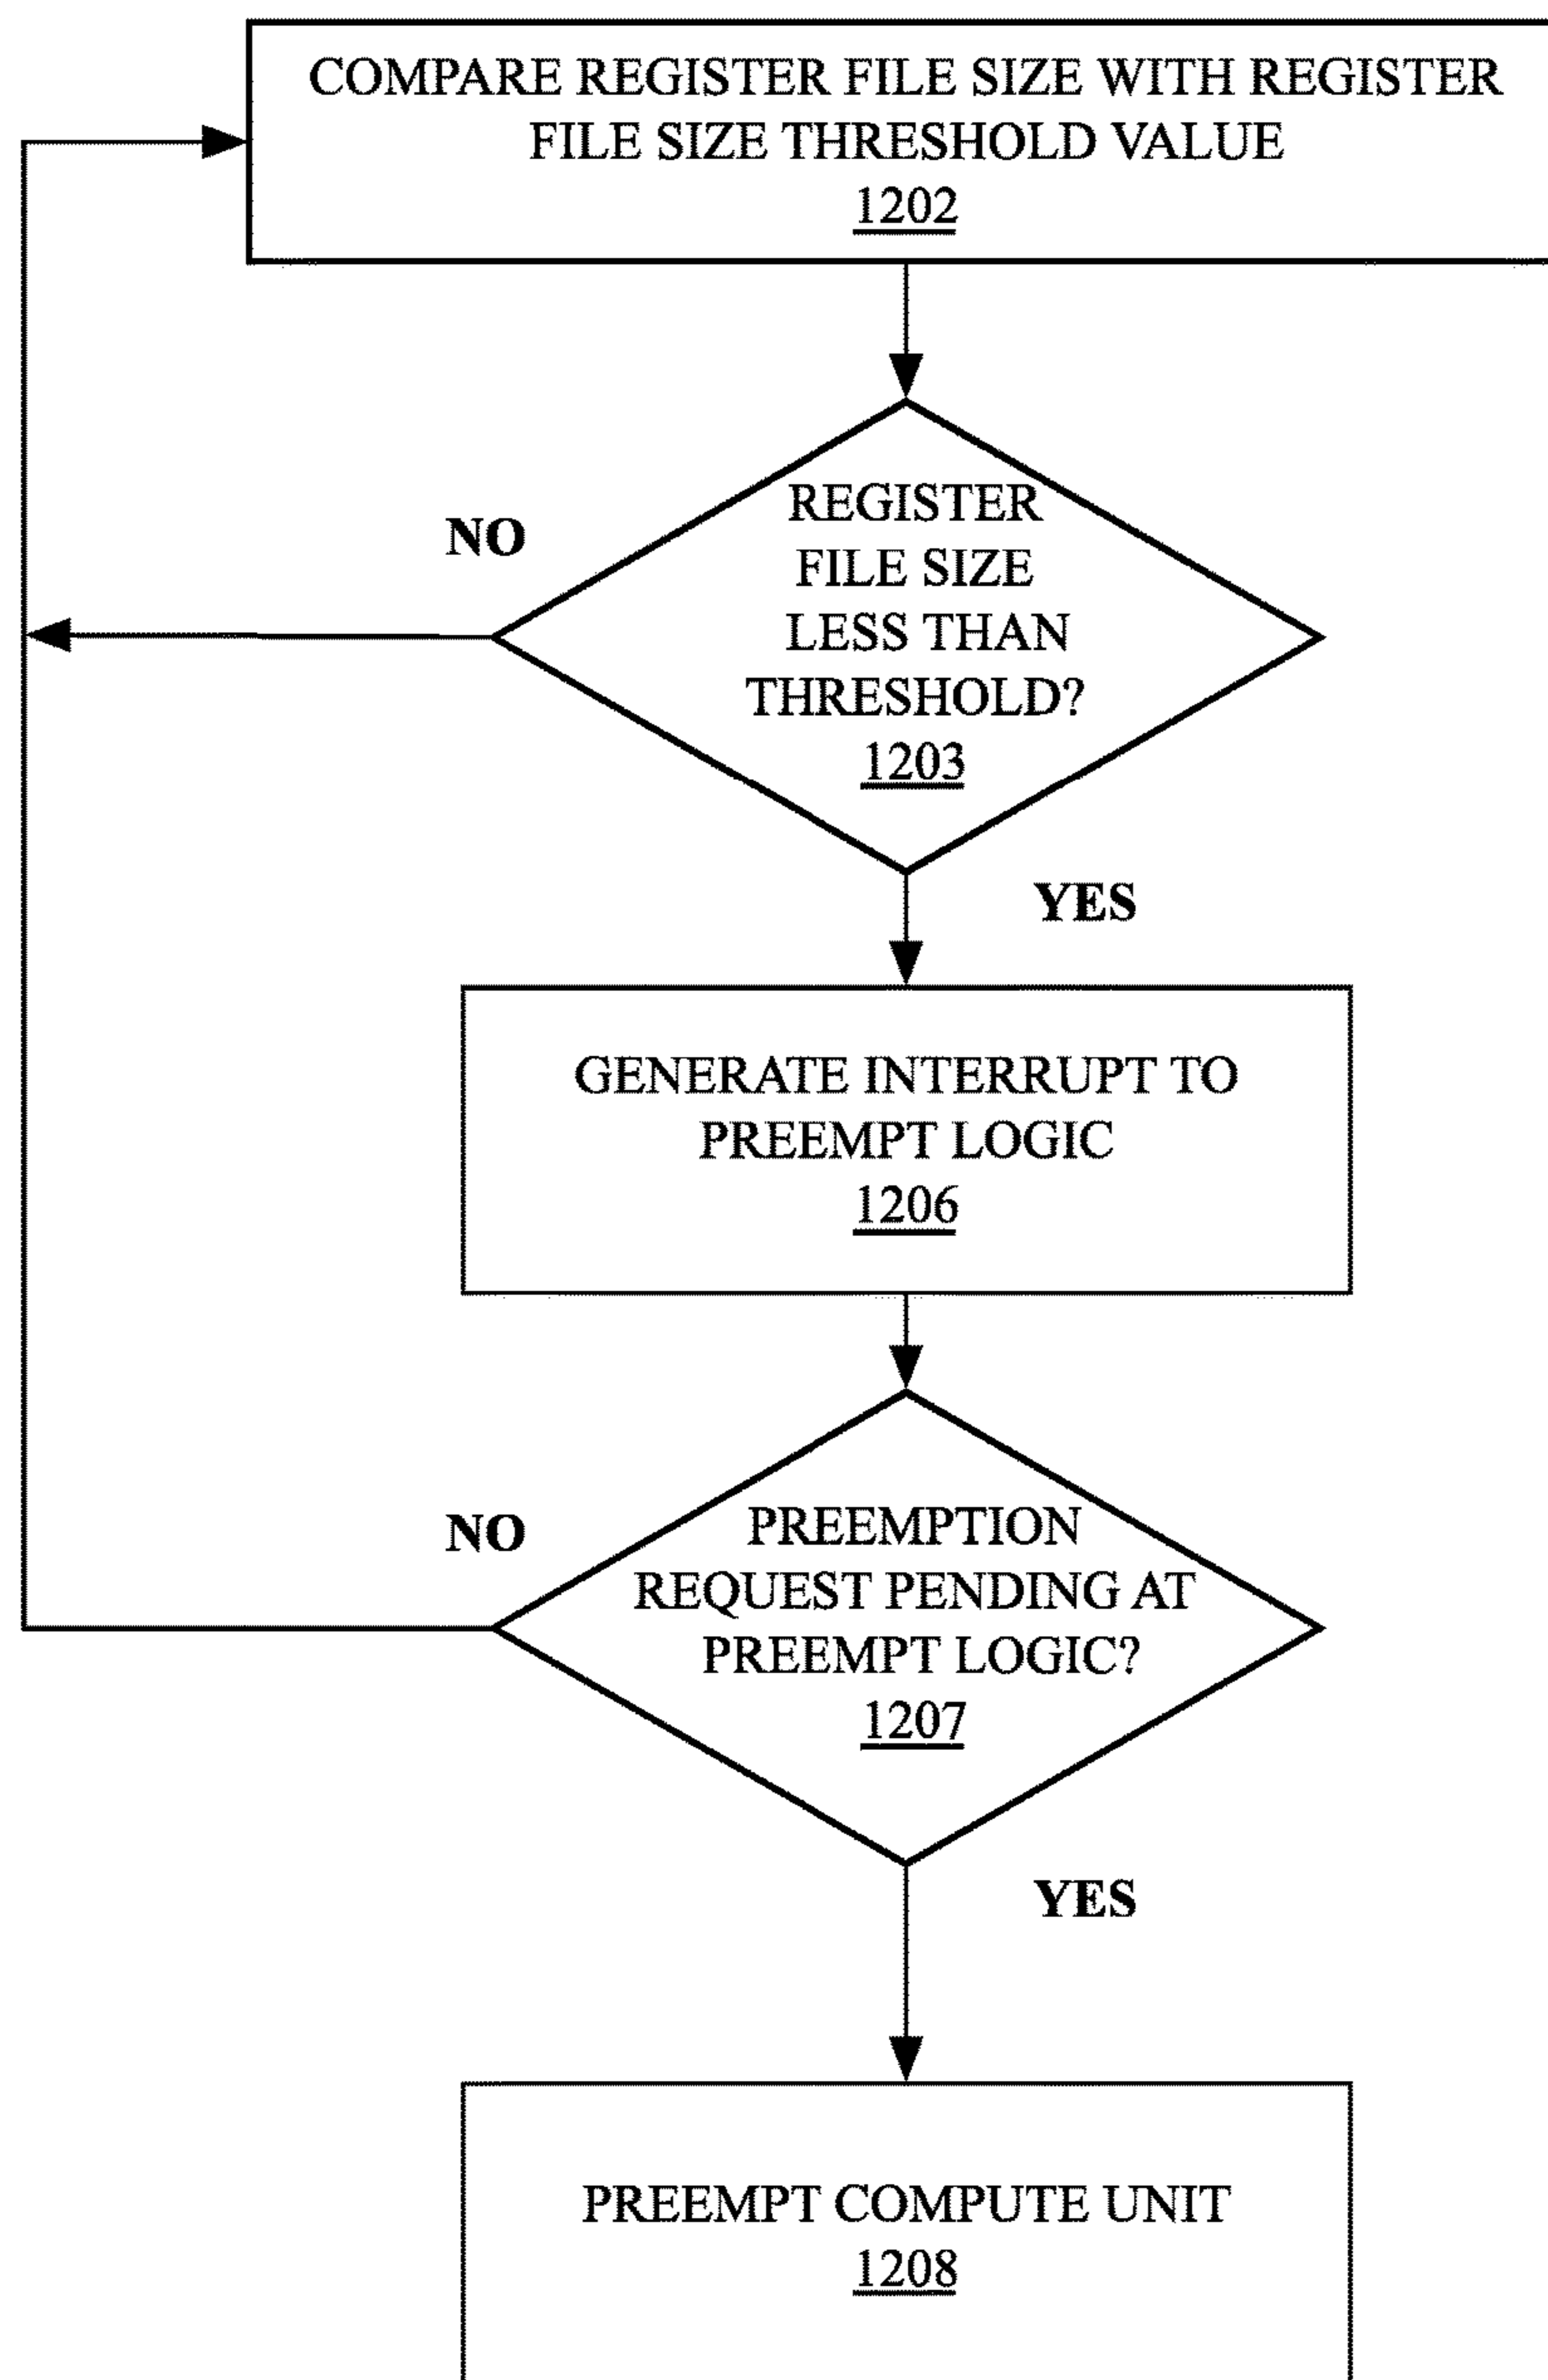 COMPARE REGISTER FILE SIZE WITH REGISTER
FILE SIZE THRESHOLD VALUE
1202
REGISTER
FILE SIZE
LESS THAN
THRESHOLD?
1203
NO
YES
GENERATE INTERRUPT TO
PREEMPT LOGIC
1206
PREEMPTION
REQUEST PENDING AT
PREEMPT LOGIC?
1207
NO
YES
PREEMPT COMPUTE UNIT
1208